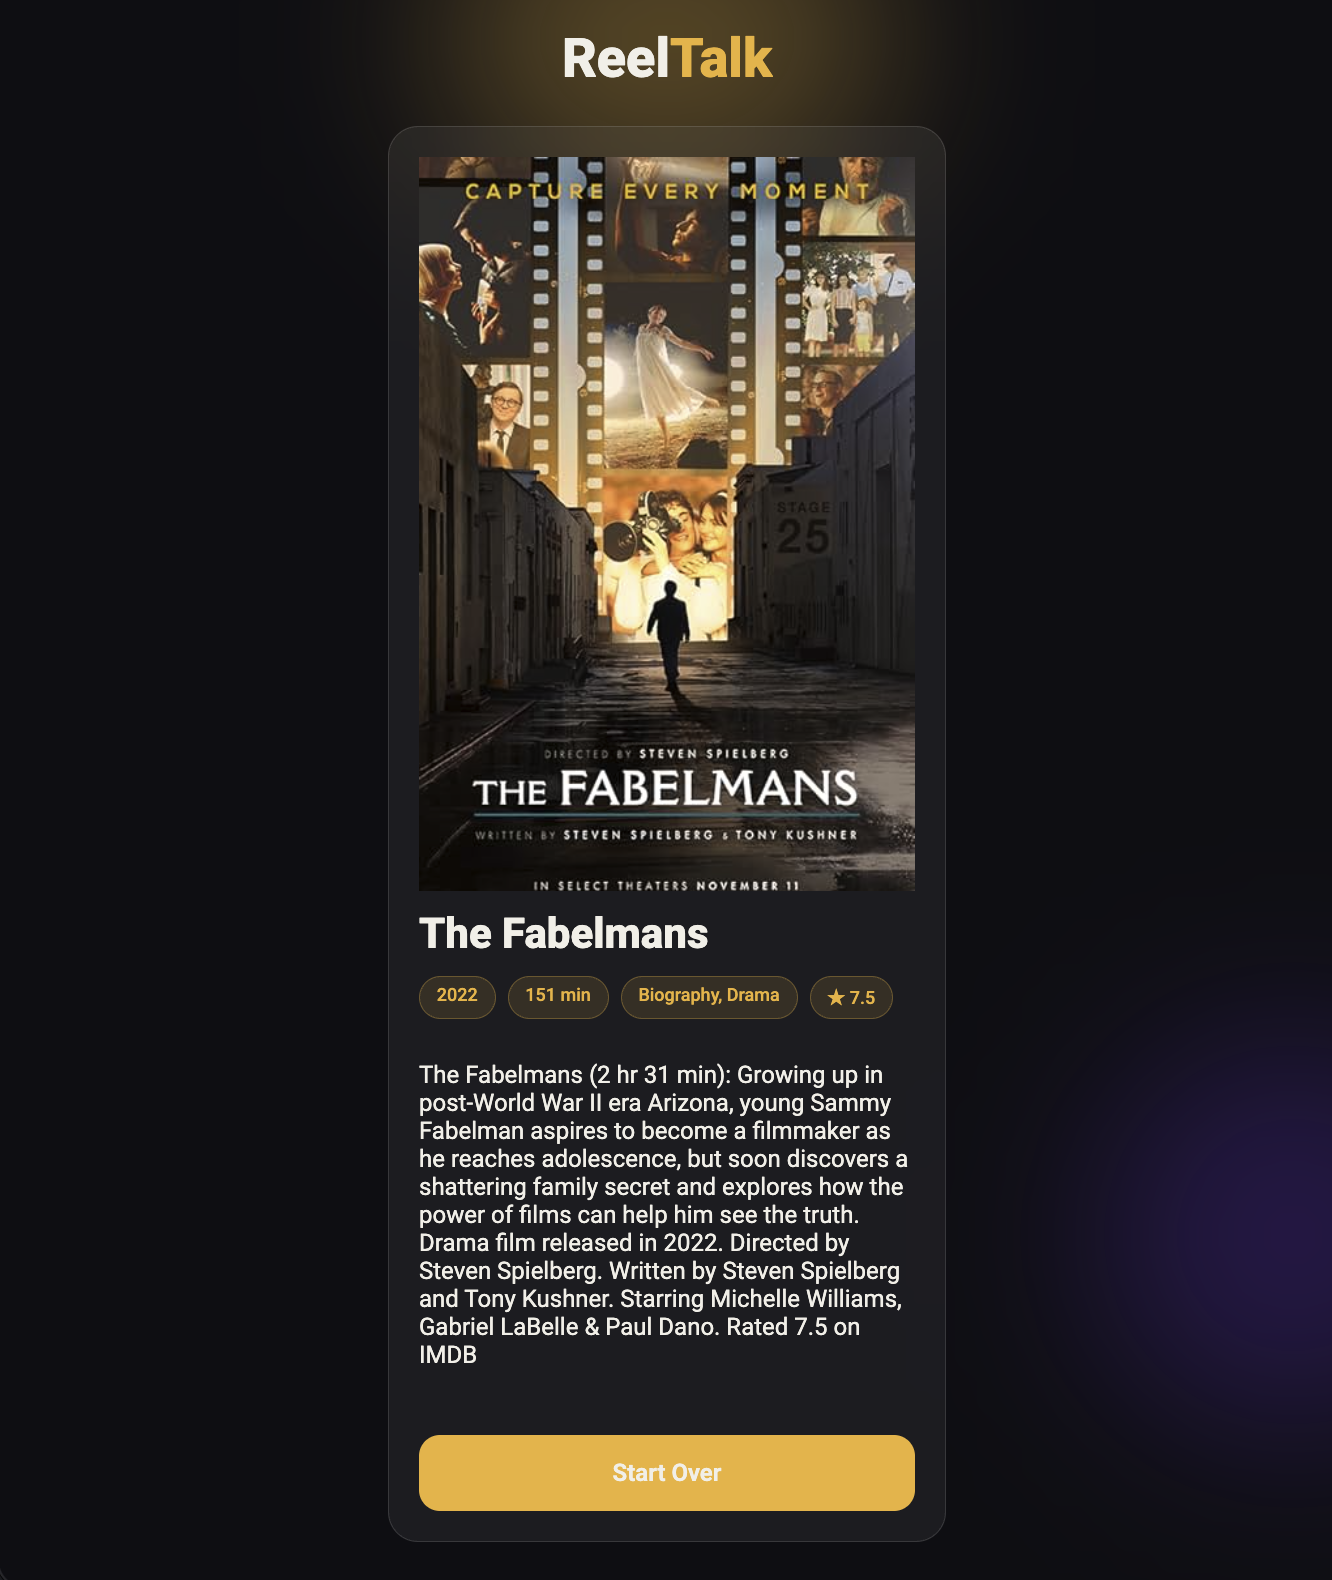 ReelTalk
CAPTURE EVERY MOMENT
STAGE
25
DIRECTED BY STEVEN SPIELBERG
THE FABELMANS
WRITTEN BY STEVEN SPIELBERG & TONY KUSHNER
IN SELECT THEATERS NOVEMBER 11
The Fabelmans
2022 151 min Biography, Drama ★ 7.5
The Fabelmans (2 hr 31 min): Growing up in
post-World War II era Arizona, young Sammy
Fabelman aspires to become a filmmaker as
he reaches adolescence, but soon discovers a
shattering family secret and explores how the
power of films can help him see the truth.
Drama film released in 2022. Directed by
Steven Spielberg. Written by Steven Spielberg
and Tony Kushner. Starring Michelle Williams,
Gabriel LaBelle & Paul Dano. Rated 7.5 on
IMDB
Start Over